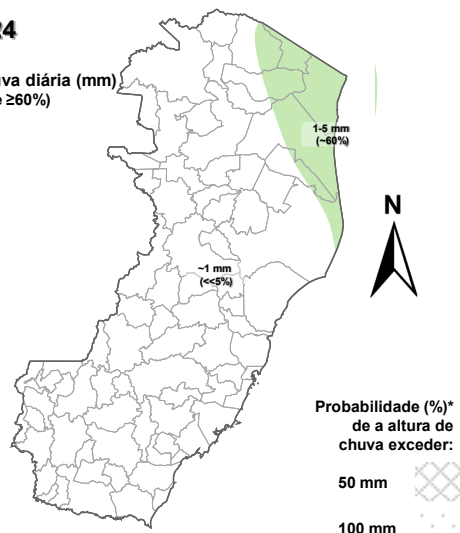 24
uva diária (mm)
e ≥60%)
1-5 mm
(~60%)
N
~1 mm
(<<5%)
Probabilidade (%)*
de a altura de
chuva exceder:
50 mm
100 mm